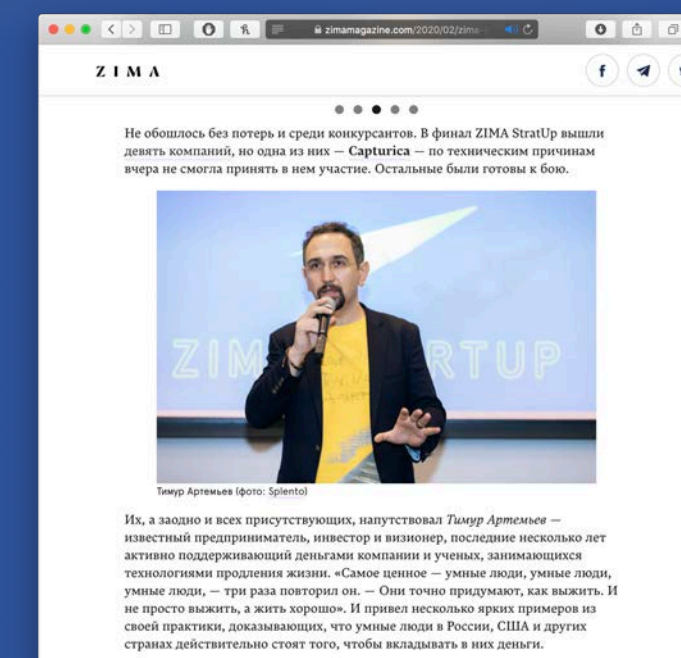 zimamagazine.com/2020/02/zima-
ZIMA
Не обошлось без потерь и среди конкурсантов. В финал ZIMA StratUp вышли
девять компаний, но одна из них — Capturica — по техническим причинам
вчера не смогла принять в нем участие. Остальные были готовы к бою.
ZIM RTUP
Тимур Артемьев (фото: Splento)
Их, а заодно и всех присутствующих, напутствовал Тимур Артемьев —
известный предприниматель, инвестор и визионер, последние несколько лет
активно поддерживающий деньгами компании и ученых, занимающихся
технологиями продления жизни. «Самое ценное — умные люди, умные люди,
умные люди, — три раза повторил он. — Они точно придумают, как выжить. И
не просто выжить, а жить хорошо». И привел несколько ярких примеров из
своей практики, доказывающих, что умные люди в России, США и других
странах действительно стоят того, чтобы вкладывать в них деньги.